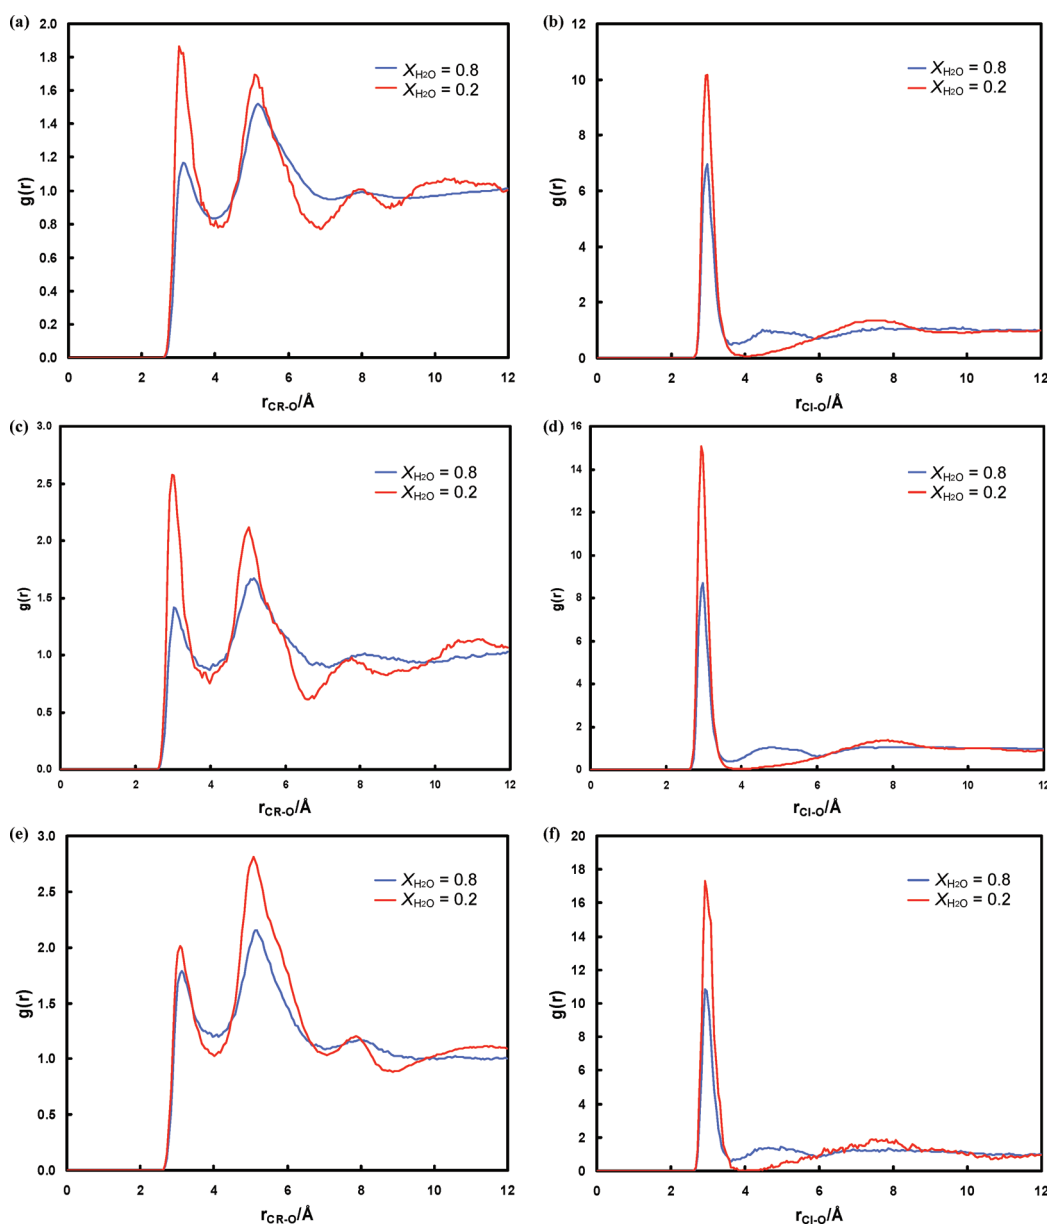 (a)
2.0
1.8
1.6
1.4
1.2
1.0
0.8
0.6
0.4
0.2
0.0
g(r)
0 2 4 6 8 10 12
rCR-O/Å
XH2O = 0.8
XH2O = 0.2
(b)
12
10
8
6
4
2
0
g(r)
0 2 4 6 8 10 12
rCl-O/Å
XH2O = 0.8
XH2O = 0.2
(c)
3.0
2.5
2.0
1.5
1.0
0.5
0.0
g(r)
0 2 4 6 8 10 12
rCR-O/Å
XH2O = 0.8
XH2O = 0.2
(d)
16
14
12
10
8
6
4
2
0
g(r)
0 2 4 6 8 10 12
rCl-O/Å
XH2O = 0.8
XH2O = 0.2
(e)
3.0
2.5
2.0
1.5
1.0
0.5
0.0
g(r)
0 2 4 6 8 10 12
rCR-O/Å
XH2O = 0.8
XH2O = 0.2
(f)
20
18
16
14
12
10
8
6
4
2
0
g(r)
0 2 4 6 8 10 12
rCl-O/Å
XH2O = 0.8
XH2O = 0.2